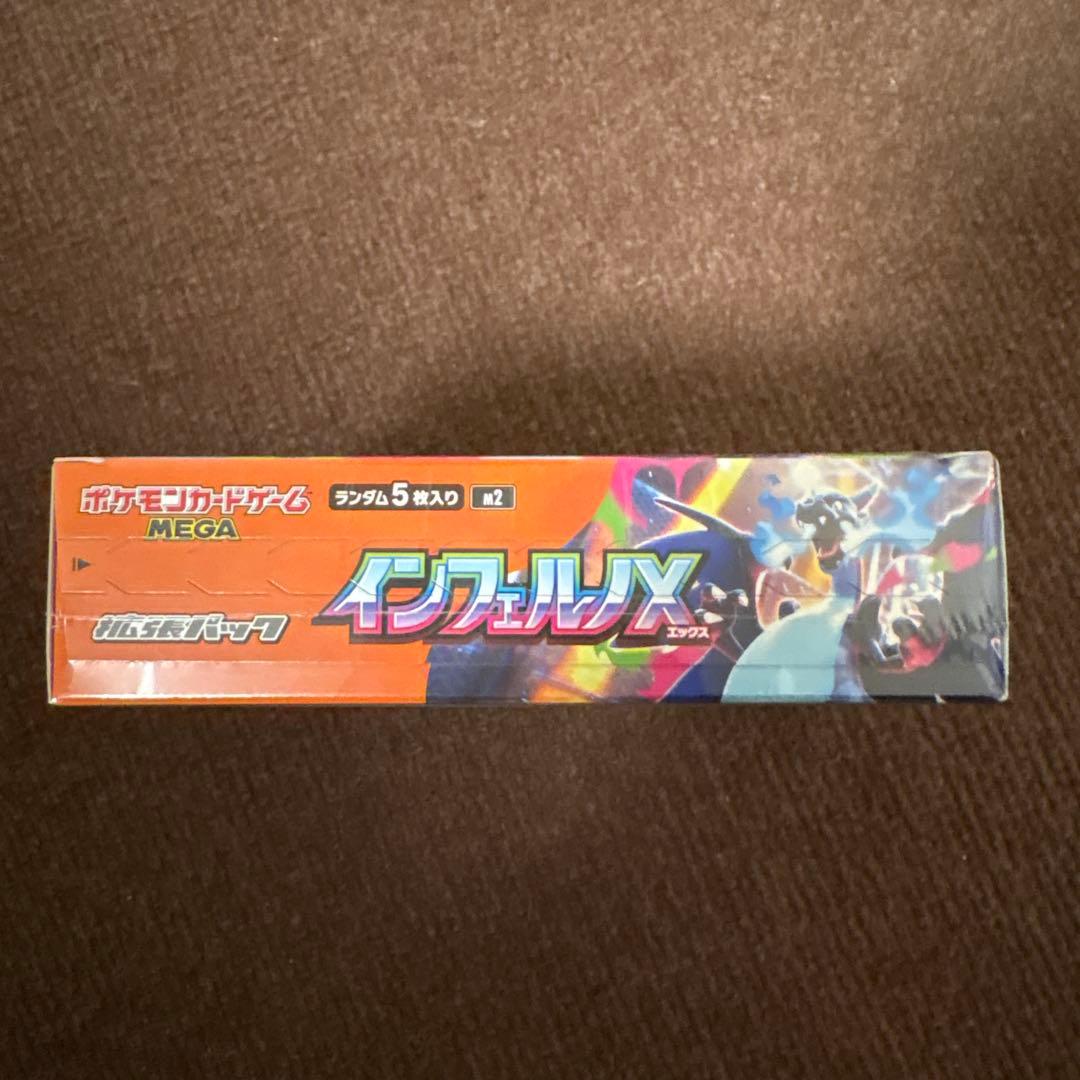 ポケモンカードゲーム
MEGA
ランダム5枚入り M2
インフェルノX
エックス
拡張パック